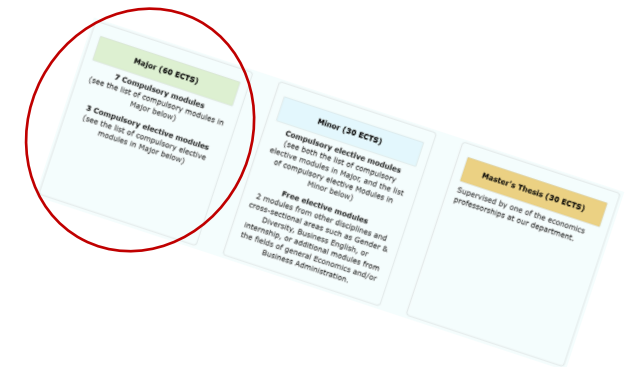 Major (60 ECTS)
7 Compulsory modules
(see the list of compulsory modules in
Major below)
3 Compulsory elective modules
(see the list of compulsory elective
modules in Major below)
Minor (30 ECTS)
Compulsory elective modules
(see both the list of compulsory
elective modules in Major, and the list
of compulsory elective Modules in
Minor below)
Free elective modules
2 modules from other disciplines and
cross-sectional areas such as Gender &
Diversity, Business English, or
internship, or additional modules from
the fields of general Economics and/or
Business Administration.
Master's Thesis (30 ECTS)
Supervised by one of the economics
professorships at our department.